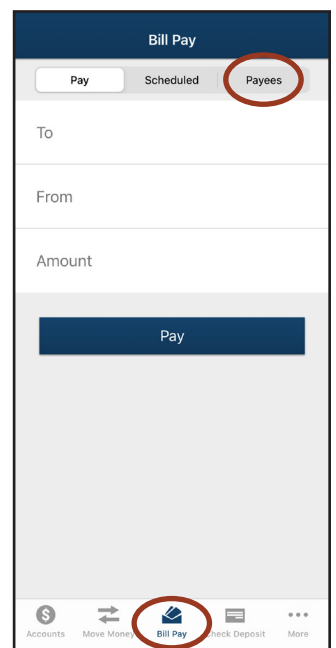 Bill Pay
Pay Scheduled Payees
To
From
Amount
Pay
Accounts Move Money Bill Pay Check Deposit More